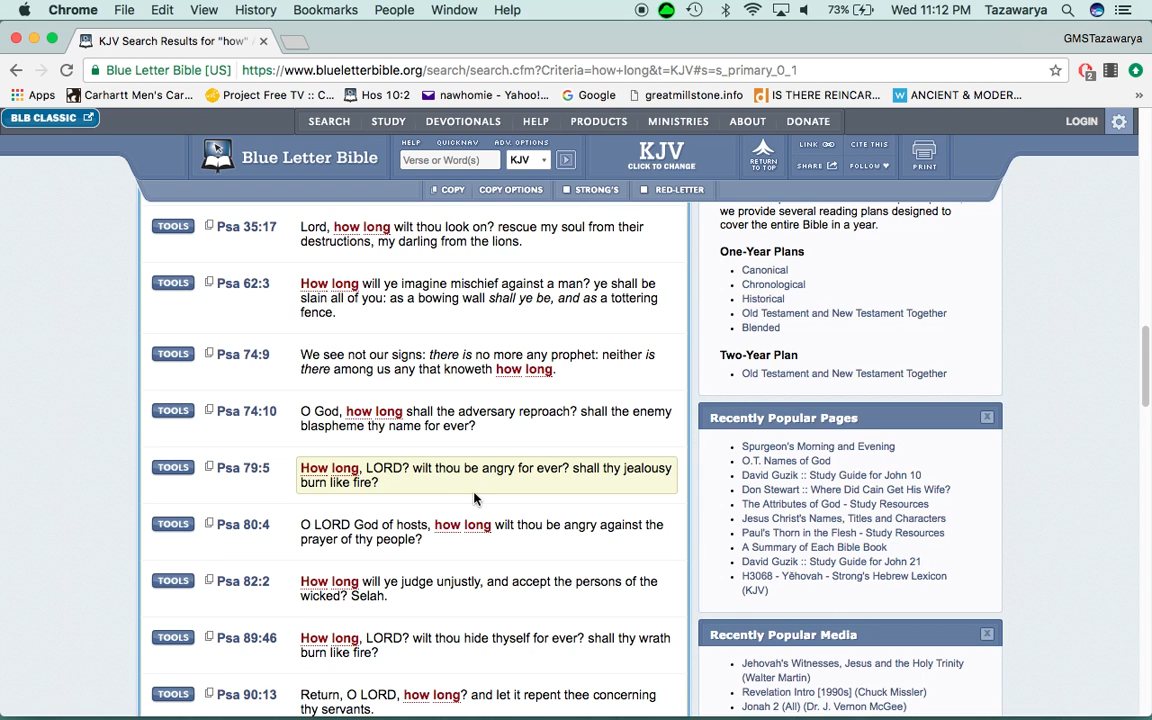 Chrome File Edit View History Bookmarks People Window Help 73% Wed 11:12 PM Tazawarya
KJV Search Results for "how" GMSTazawarya
Blue Letter Bible [US] https://www.blueletterbible.org/search/search.cfm?Criteria=how+long&t=KJV#s=s_primary_0_1 2
Apps Carhartt Men's Car... Project Free TV :: C... Hos 10:2 nawhomie - Yahoo!... Google greatmillstone.info IS THERE REINCAR... ANCIENT & MODER... »
BLB CLASSIC SEARCH STUDY DEVOTIONALS HELP PRODUCTS MINISTRIES ABOUT DONATE LOGIN
HELP QUICKNAV ADV. OPTIONS
Blue Letter Bible Verse or Word(s) KJV
KJV
CLICK TO CHANGE
RETURN TO TOP
LINK CITE THIS
SHARE FOLLOW
PRINT
COPY COPY OPTIONS STRONG'S RED-LETTER
TOOLS Psa 35:17 Lord, how long wilt thou look on? rescue my soul from their
destructions, my darling from the lions.
TOOLS Psa 62:3 How long will ye imagine mischief against a man? ye shall be
slain all of you: as a bowing wall shall ye be, and as a tottering
fence.
TOOLS Psa 74:9 We see not our signs: there is no more any prophet: neither is
there among us any that knoweth how long.
TOOLS Psa 74:10 O God, how long shall the adversary reproach? shall the enemy
blaspheme thy name for ever?
TOOLS Psa 79:5 How long, LORD? wilt thou be angry for ever? shall thy jealousy
burn like fire?
TOOLS Psa 80:4 O LORD God of hosts, how long wilt thou be angry against the
prayer of thy people?
TOOLS Psa 82:2 How long will ye judge unjustly, and accept the persons of the
wicked? Selah.
TOOLS Psa 89:46 How long, LORD? wilt thou hide thyself for ever? shall thy wrath
burn like fire?
TOOLS Psa 90:13 Return, O LORD, how long? and let it repent thee concerning
thy servants.
we provide several reading plans designed to
cover the entire Bible in a year.
One-Year Plans
Canonical
Chronological
Historical
Old Testament and New Testament Together
Blended
Two-Year Plan
Old Testament and New Testament Together
Recently Popular Pages
Spurgeon's Morning and Evening
O.T. Names of God
David Guzik :: Study Guide for John 10
Don Stewart :: Where Did Cain Get His Wife?
The Attributes of God - Study Resources
Jesus Christ's Names, Titles and Characters
Paul's Thorn in the Flesh - Study Resources
A Summary of Each Bible Book
David Guzik :: Study Guide for John 21
H3068 - Yĕhovah - Strong's Hebrew Lexicon
(KJV)
Recently Popular Media
Jehovah's Witnesses, Jesus and the Holy Trinity
(Walter Martin)
Revelation Intro [1990s] (Chuck Missler)
Jonah 2 (All) (Dr. J. Vernon McGee)